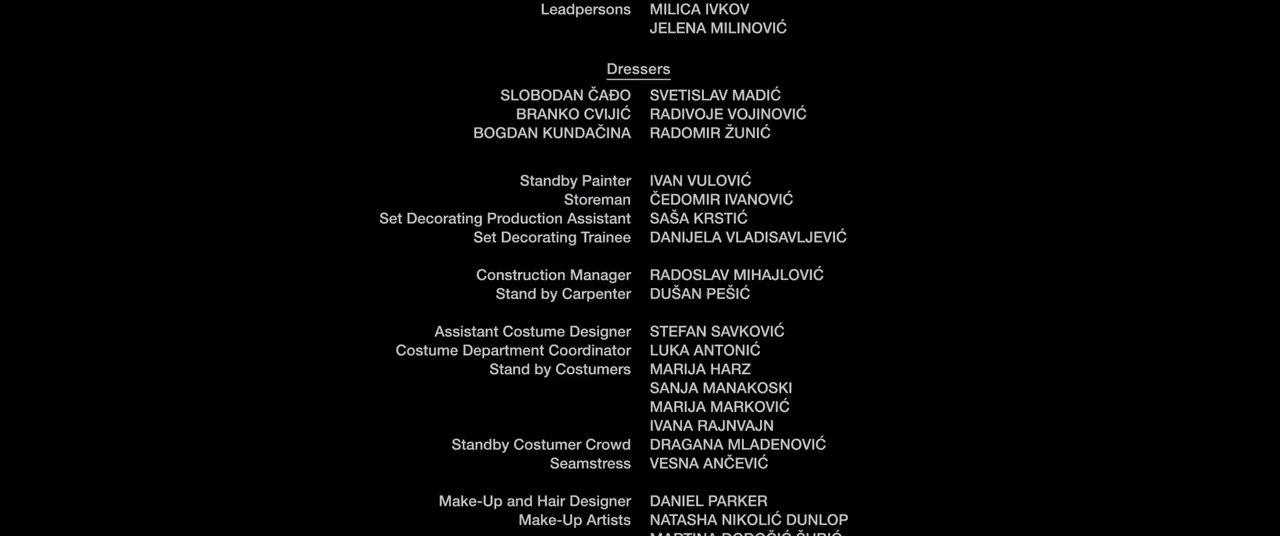 Leadpersons MILICA IVKOV
JELENA MILINOVIĆ
Dressers
SLOBODAN ČAĐO SVETISLAV MADIĆ
BRANKO CVIJIĆ RADIVOJE VOJINOVIĆ
BOGDAN KUNDAČINA RADOMIR ŽUNIĆ
Standby Painter IVAN VULOVIĆ
Storeman ČEDOMIR IVANOVIĆ
Set Decorating Production Assistant SAŠA KRSTIĆ
Set Decorating Trainee DANIJELA VLADISAVLJEVIĆ
Construction Manager RADOSLAV MIHAJLOVIĆ
Stand by Carpenter DUŠAN PEŠIĆ
Assistant Costume Designer STEFAN SAVKOVIĆ
Costume Department Coordinator LUKA ANTONIĆ
Stand by Costumers MARIJA HARZ
SANJA MANAKOSKI
MARIJA MARKOVIĆ
IVANA RAJNVAJN
Standby Costumer Crowd DRAGANA MLADENOVIĆ
Seamstress VESNA ANČEVIĆ
Make-Up and Hair Designer DANIEL PARKER
Make-Up Artists NATASHA NIKOLIĆ DUNLOP